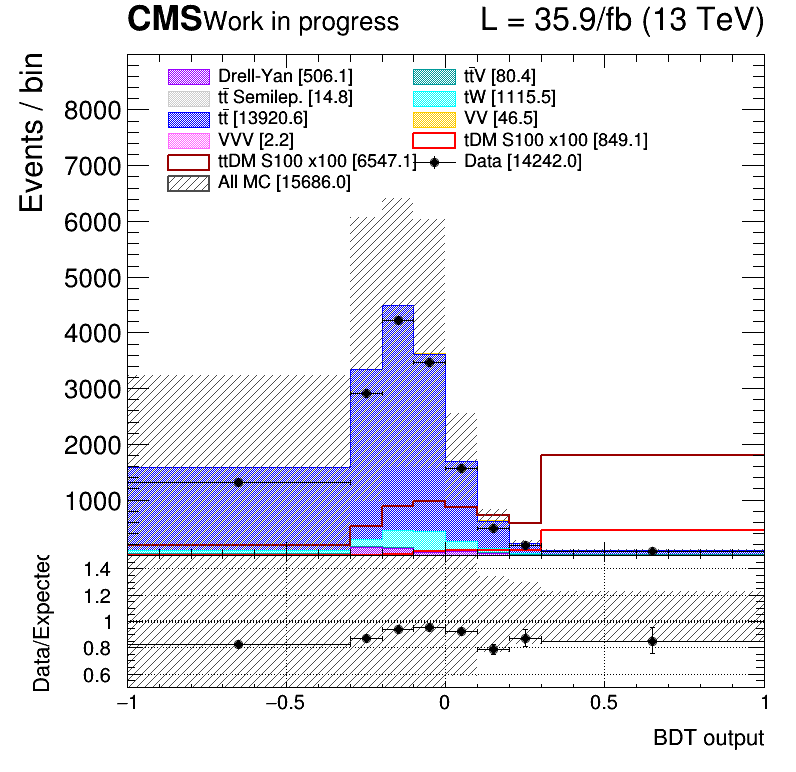 CMS Work in progress L = 35.9/fb (13 TeV)
Events / bin
Drell-Yan [506.1] tt̄V [80.4]
tt̄ Semilep. [14.8] tW [1115.5]
tt̄ [13920.6] VV [46.5]
VVV [2.2] tDM S100 x100 [849.1]
ttDM S100 x100 [6547.1] Data [14242.0]
All MC [15686.0]
8000
7000
6000
5000
4000
3000
2000
1000
Data/Expected
1.4
1.2
1
0.8
0.6
−1 −0.5 0 0.5 1
BDT output